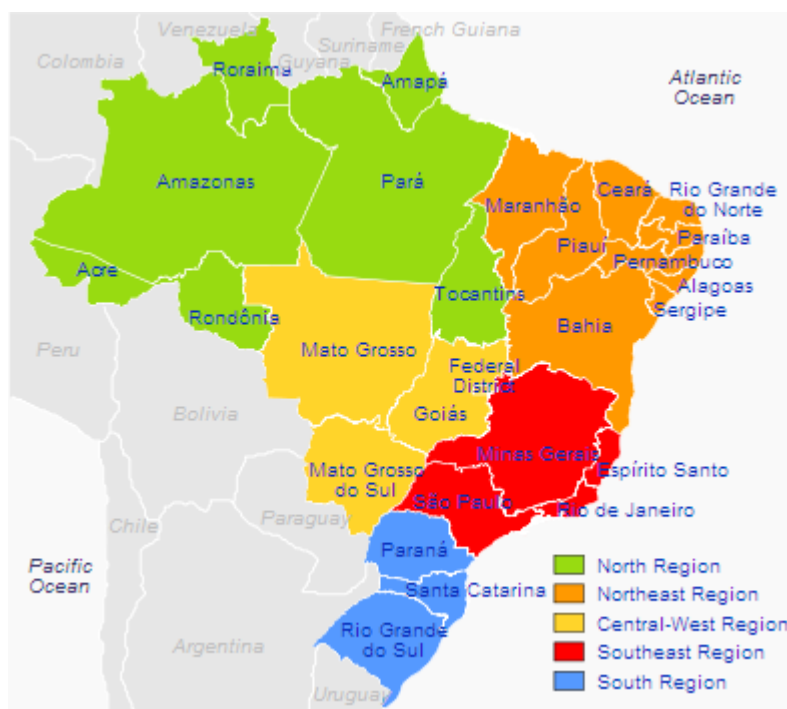 Venezuela
French Guiana
Suriname
Colombia
Guyana
Roraima
Amapá
Atlantic
Ocean
Amazonas
Pará
Ceará
Rio Grande
do Norte
Maranhão
Piauí
Paraíba
Pernambuco
Acre
Alagoas
Tocantins
Sergipe
Rondônia
Bahia
Peru
Mato Grosso
Federal
District
Bolivia
Goiás
Minas Gerais
Espírito Santo
Mato Grosso
do Sul
São Paulo
Rio de Janeiro
Paraguay
Chile
Paraná
Pacific
Ocean
Santa Catarina
Rio Grande
do Sul
Argentina
Uruguay
North Region
Northeast Region
Central-West Region
Southeast Region
South Region